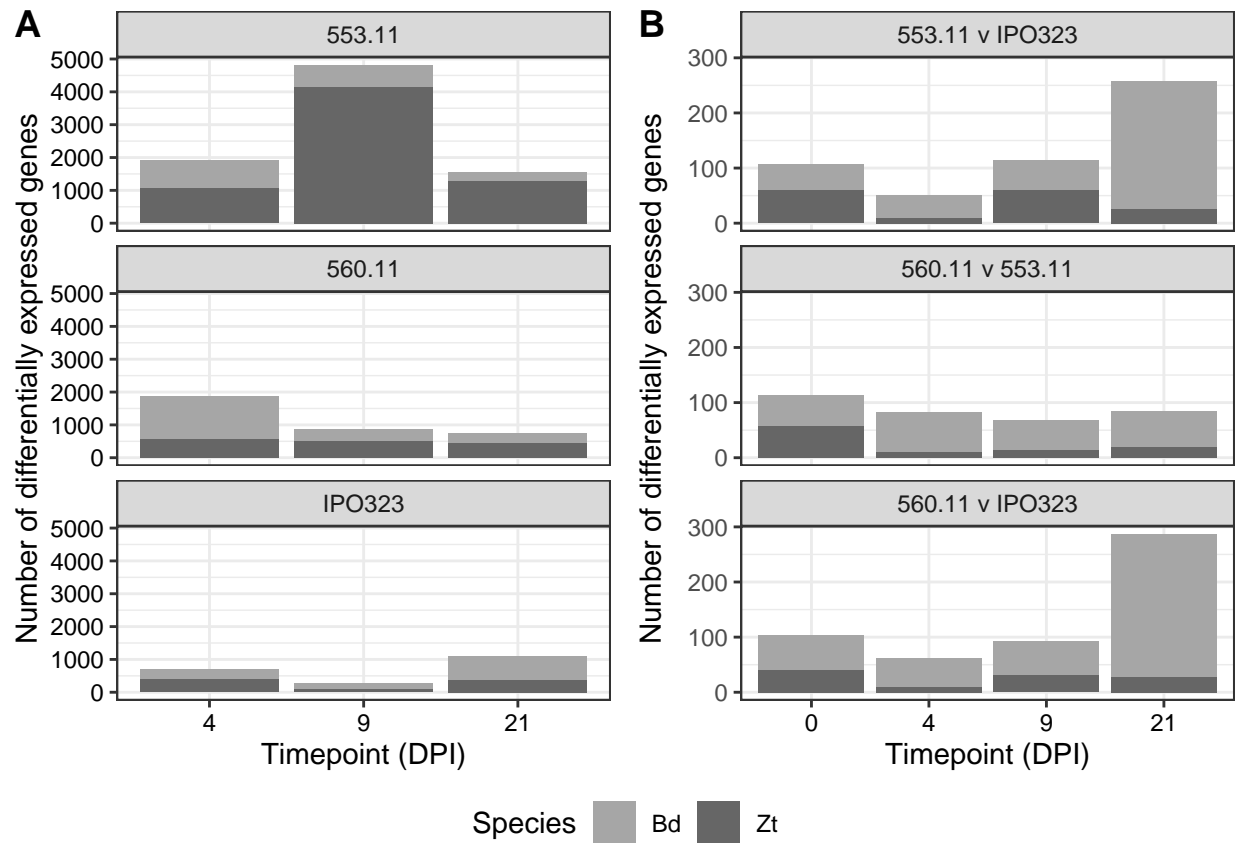 A
Number of differentially expressed genes
553.11
5000
4000
3000
2000
1000
0
560.11
5000
4000
3000
2000
1000
0
IPO323
5000
4000
3000
2000
1000
0
4 9 21
Timepoint (DPI)
B
Number of differentially expressed genes
553.11 v IPO323
300
200
100
0
560.11 v 553.11
300
200
100
0
560.11 v IPO323
300
200
100
0
0 4 9 21
Timepoint (DPI)
Species Bd Zt